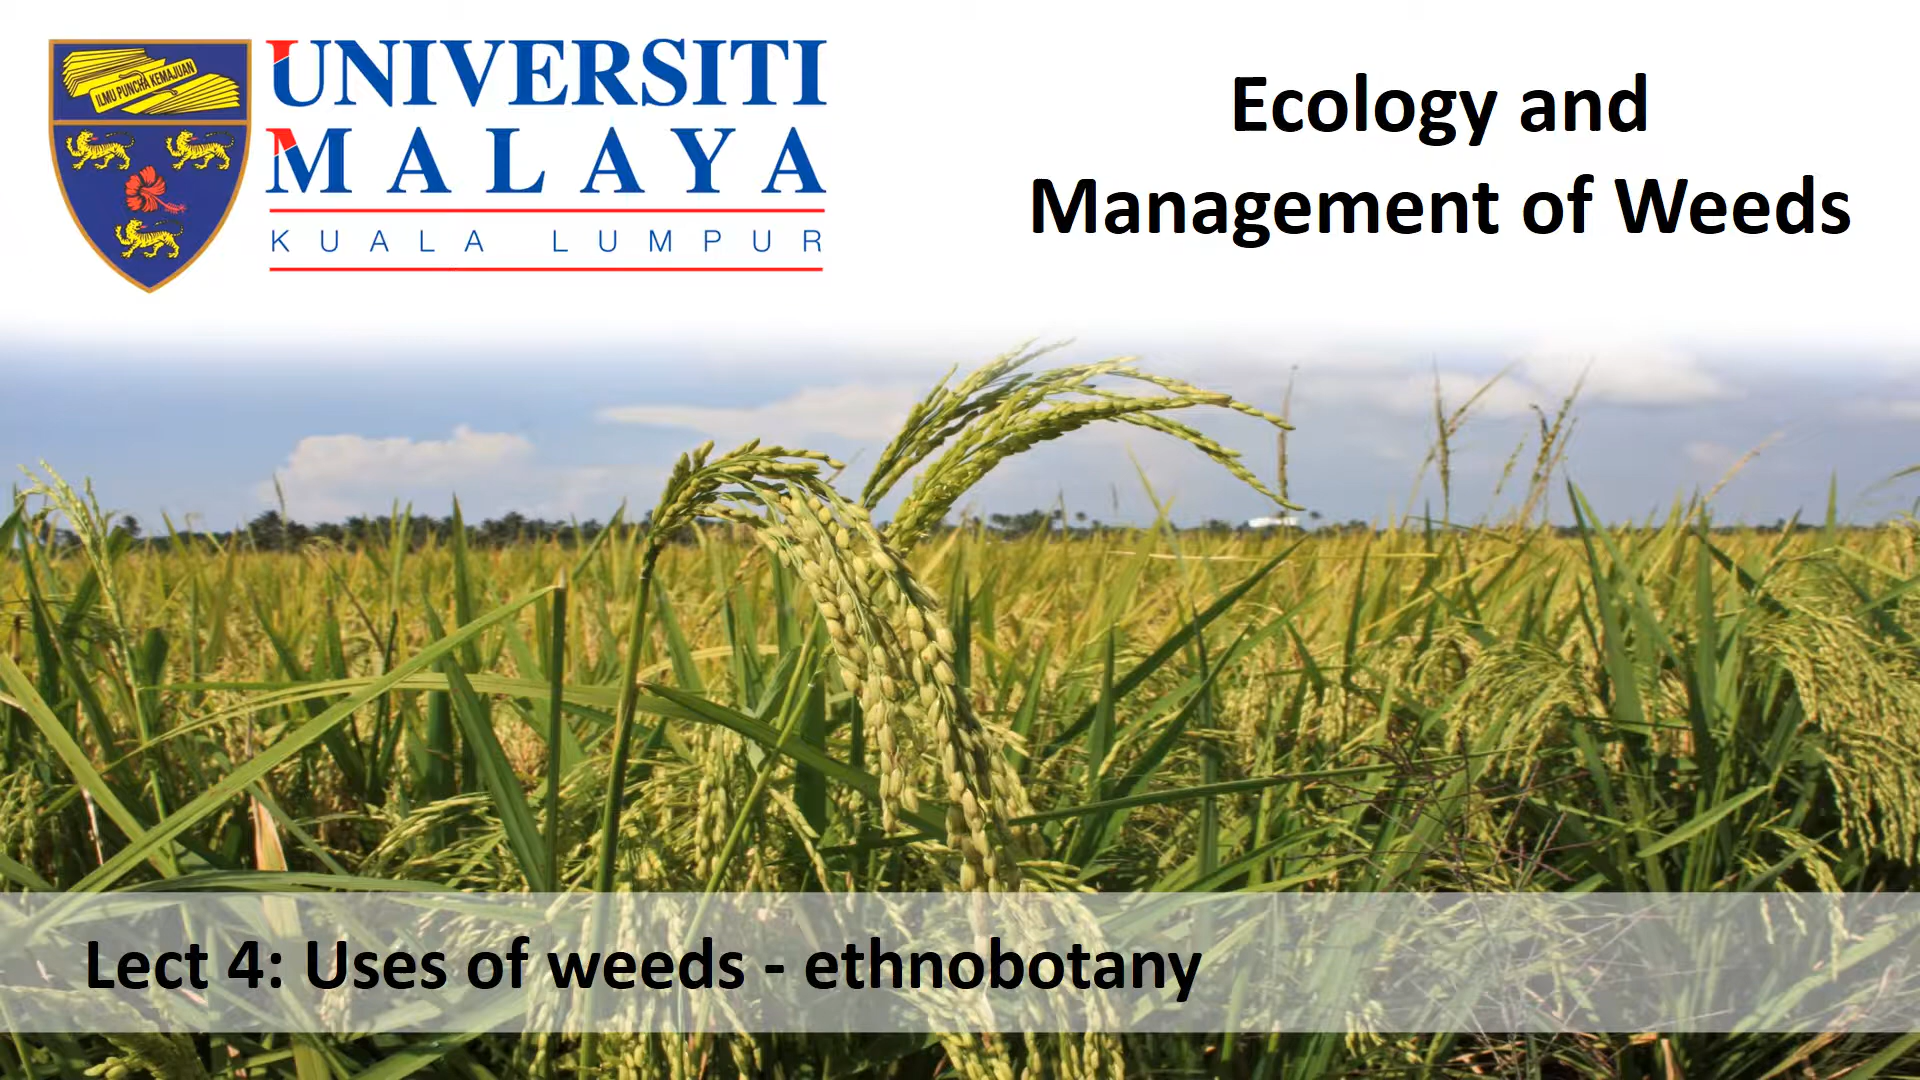 ILMU PUNCHA KEMAJUAN
UNIVERSITI
MALAYA
KUALA LUMPUR
Ecology and
Management of Weeds
Lect 4: Uses of weeds - ethnobotany